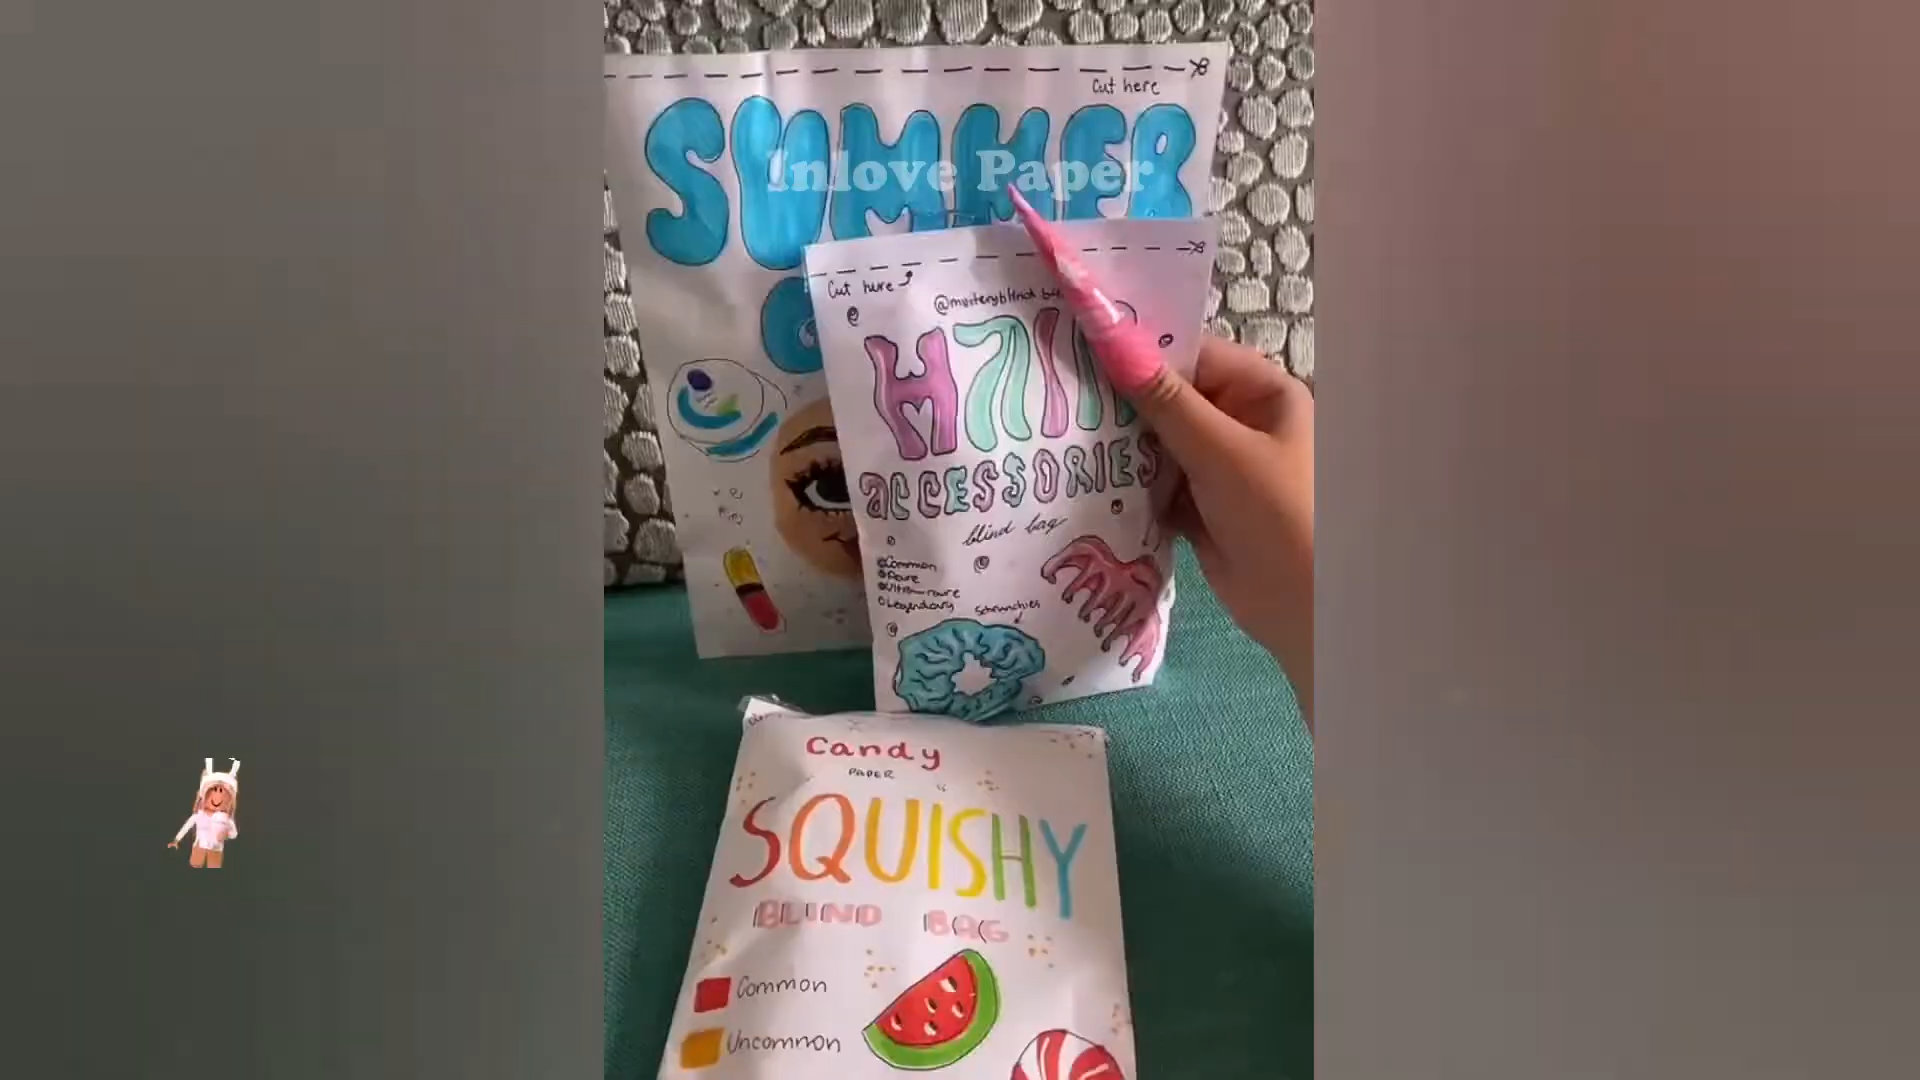 Cut here
SUMMER
Inlove Paper
Cut here
HAIR
accessories
blind bag
Common
Rare
Ultra-rare
Legendary
Scrunchies
Candy
PAPER
SQUISHY
BLIND BAG
Common
Uncommon